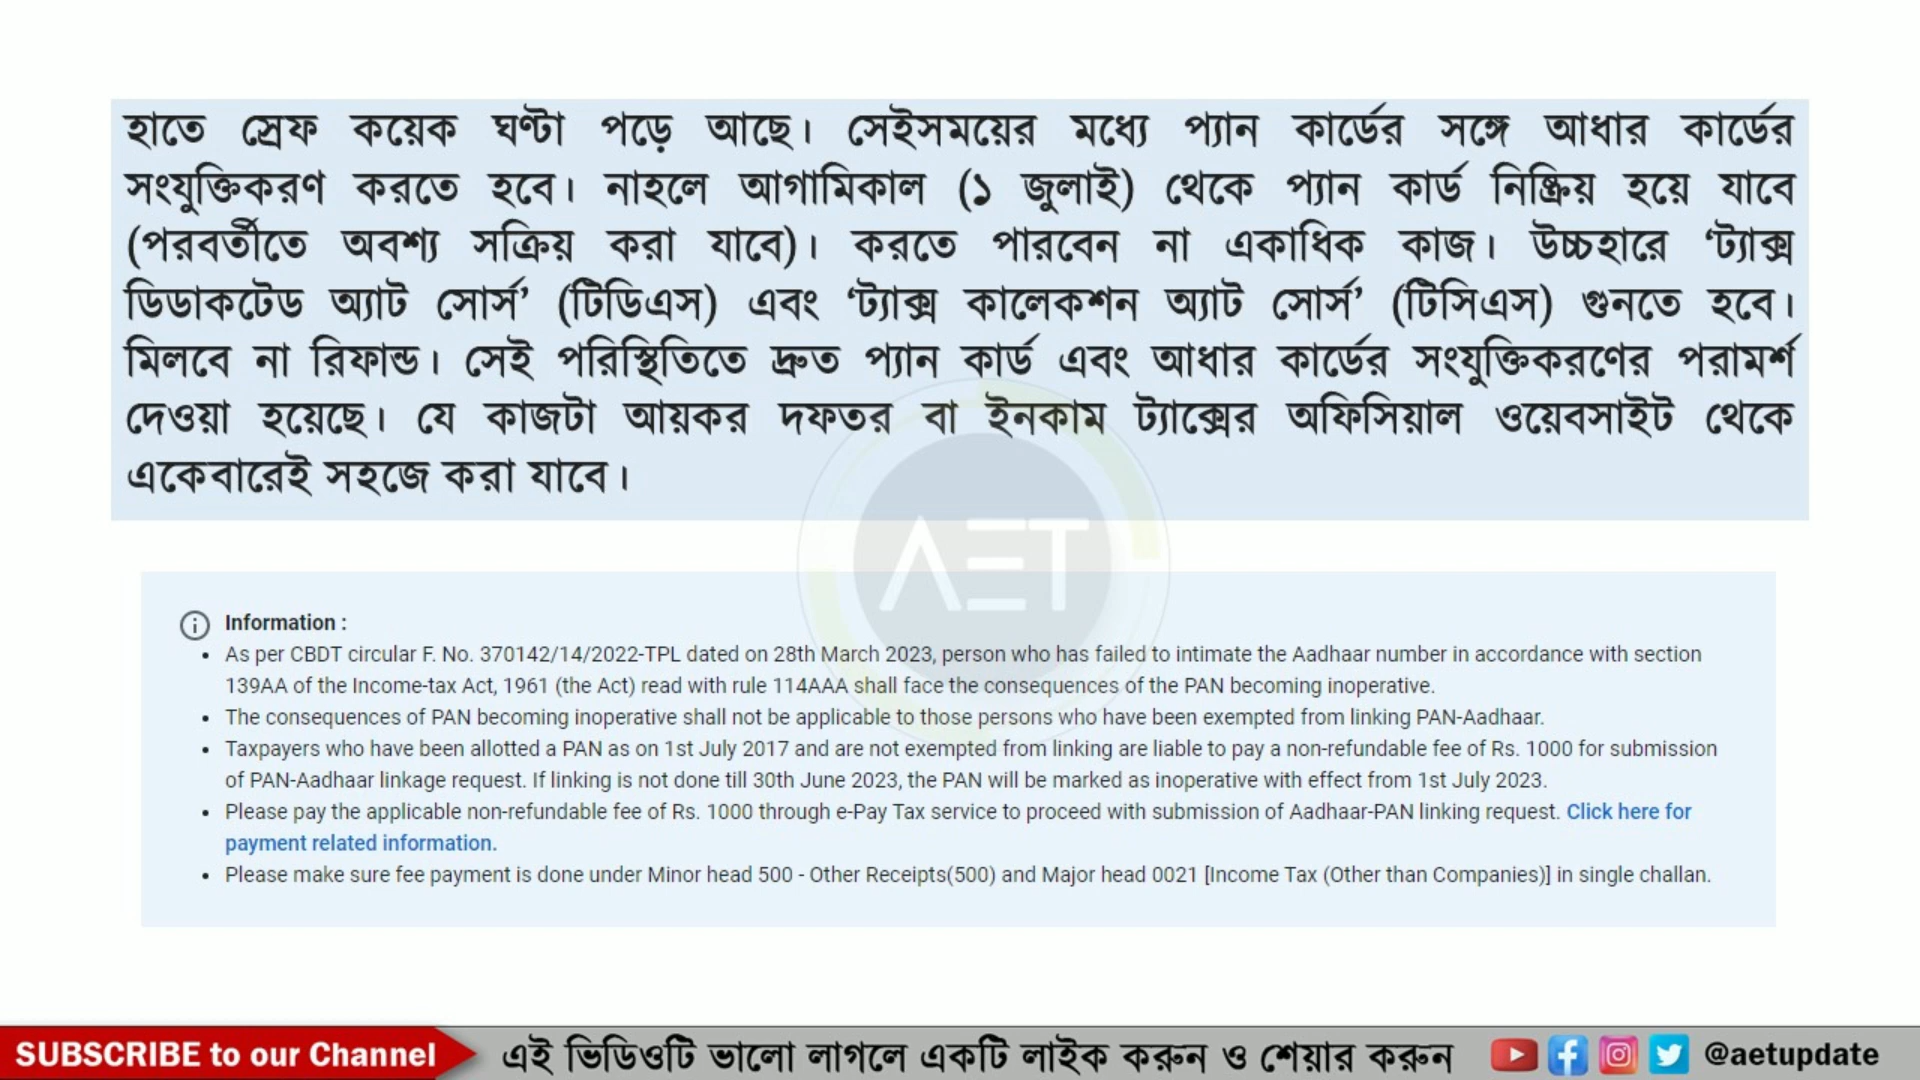 হাতে স্রেফ কয়েক ঘণ্টা পড়ে আছে। সেইসময়ের মধ্যে প্যান কার্ডের সঙ্গে আধার কার্ডের
সংযুক্তিকরণ করতে হবে। নাহলে আগামিকাল (১ জুলাই) থেকে প্যান কার্ড নিষ্ক্রিয় হয়ে যাবে
(পরবর্তীতে অবশ্য সক্রিয় করা যাবে)। করতে পারবেন না একাধিক কাজ। উচ্চহারে ‘ট্যাক্স
ডিডাকটেড অ্যাট সোর্স’ (টিডিএস) এবং ‘ট্যাক্স কালেকশন অ্যাট সোর্স’ (টিসিএস) গুনতে হবে।
মিলবে না রিফান্ড। সেই পরিস্থিতিতে দ্রুত প্যান কার্ড এবং আধার কার্ডের সংযুক্তিকরণের পরামর্শ
দেওয়া হয়েছে। যে কাজটা আয়কর দফতর বা ইনকাম ট্যাক্সের অফিসিয়াল ওয়েবসাইট থেকে
একেবারেই সহজে করা যাবে।
AET
Information :
• As per CBDT circular F. No. 370142/14/2022-TPL dated on 28th March 2023, person who has failed to intimate the Aadhaar number in accordance with section
139AA of the Income-tax Act, 1961 (the Act) read with rule 114AAA shall face the consequences of the PAN becoming inoperative.
• The consequences of PAN becoming inoperative shall not be applicable to those persons who have been exempted from linking PAN-Aadhaar.
• Taxpayers who have been allotted a PAN as on 1st July 2017 and are not exempted from linking are liable to pay a non-refundable fee of Rs. 1000 for submission
of PAN-Aadhaar linkage request. If linking is not done till 30th June 2023, the PAN will be marked as inoperative with effect from 1st July 2023.
• Please pay the applicable non-refundable fee of Rs. 1000 through e-Pay Tax service to proceed with submission of Aadhaar-PAN linking request. Click here for
payment related information.
• Please make sure fee payment is done under Minor head 500 - Other Receipts(500) and Major head 0021 [Income Tax (Other than Companies)] in single challan.
SUBSCRIBE to our Channel এই ভিডিওটি ভালো লাগলে একটি লাইক করুন ও শেয়ার করুন @aetupdate